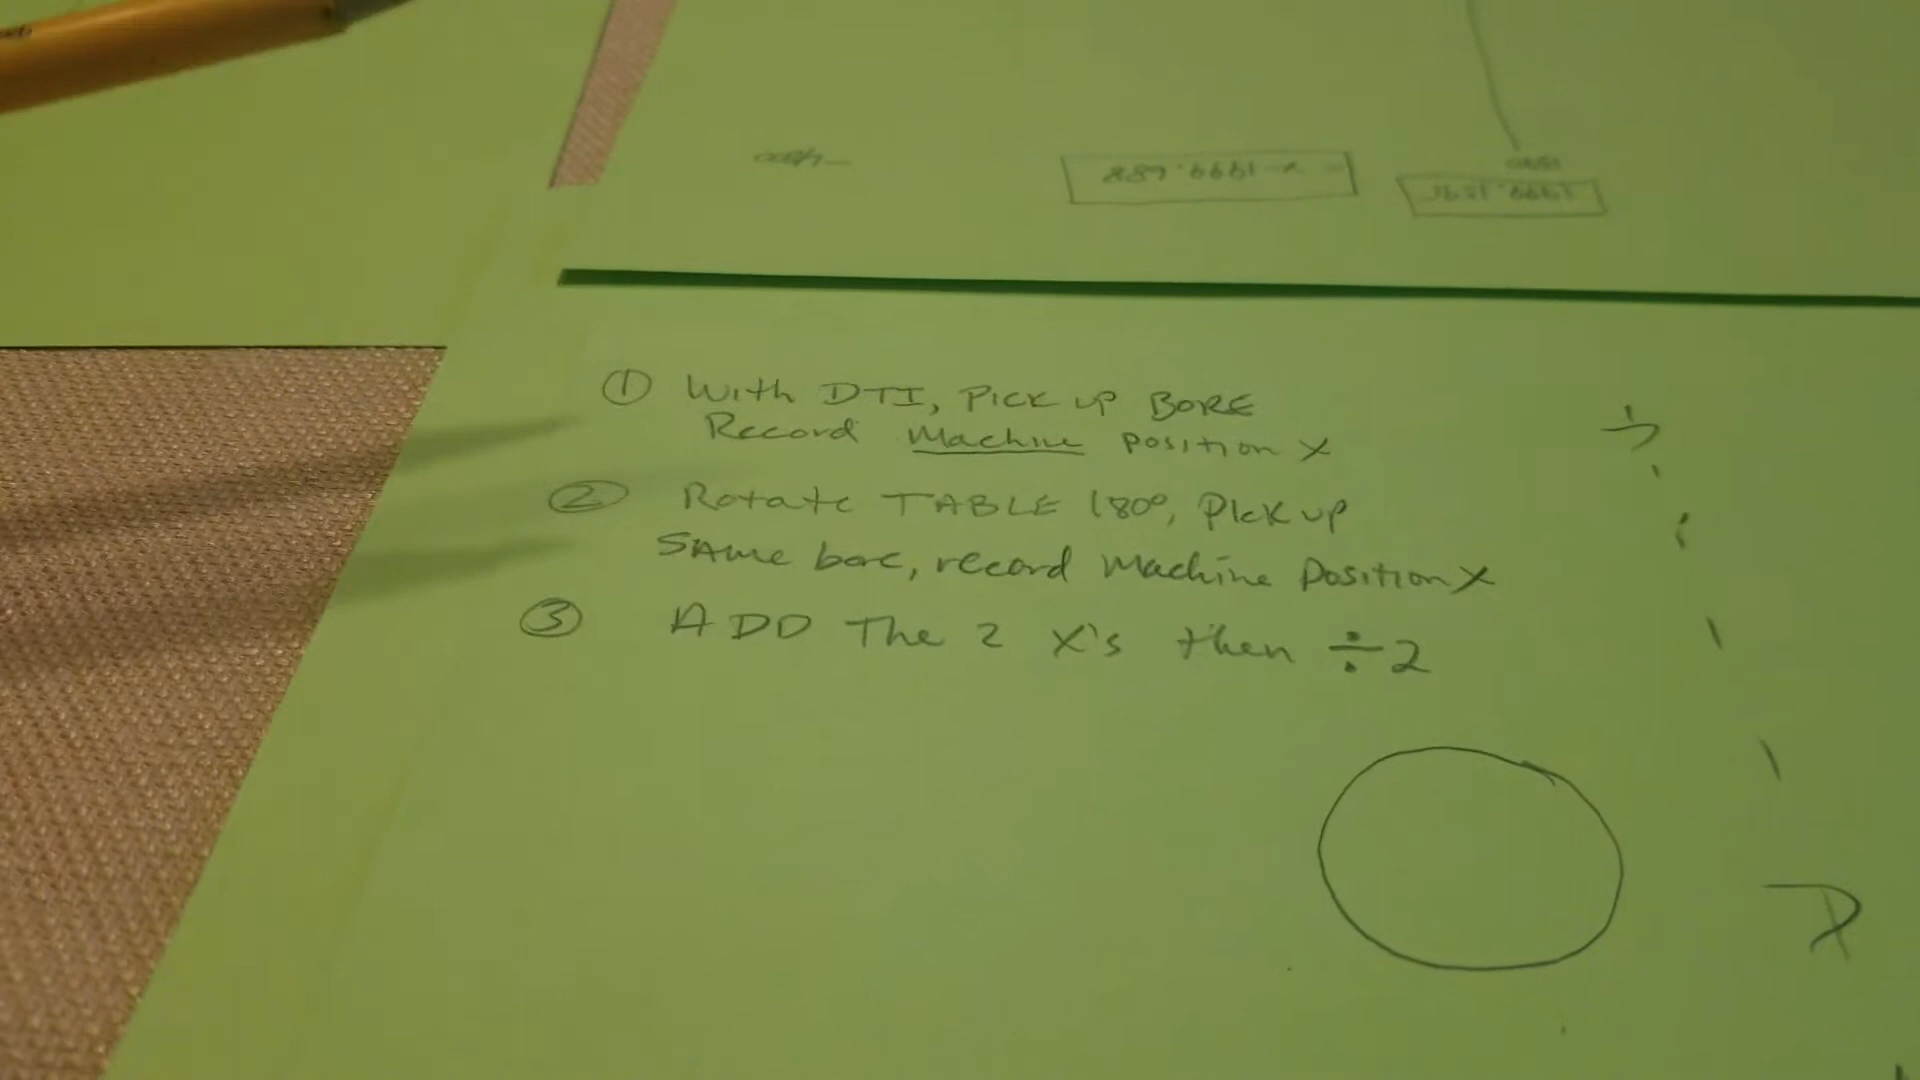 ① With DTI, Pick up BORE
Record Machine position X
② Rotate TABLE 180°, Pick up
SAme bore, record Machine Position X
③ ADD The 2 X's then ÷2